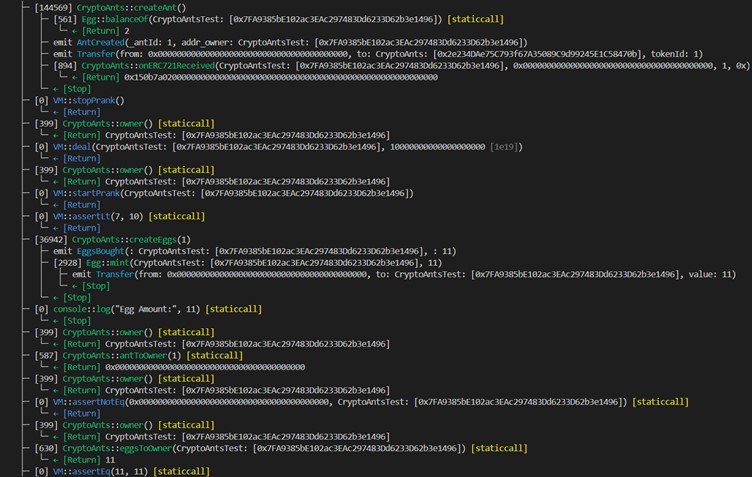 ├─ [144569] CryptoAnts::createAnt()
│ ├─ [561] Egg::balanceOf(CryptoAntsTest: [0x7FA9385bE102ac3EAc297483Dd6233D62b3e1496]) [staticcall]
│ │ └─ ← [Return] 2
│ ├─ emit AntCreated(_antId: 1, addr_owner: CryptoAntsTest: [0x7FA9385bE102ac3EAc297483Dd6233D62b3e1496])
│ ├─ emit Transfer(from: 0x0000000000000000000000000000000000000000, to: CryptoAnts: [0x2e234DAe75C793f67A35089C9d99245E1C58470b], tokenId: 1)
│ ├─ [894] CryptoAnts::onERC721Received(CryptoAntsTest: [0x7FA9385bE102ac3EAc297483Dd6233D62b3e1496], 0x0000000000000000000000000000000000000000, 1, 0x)
│ │ └─ ← [Return] 0x150b7a0200000000000000000000000000000000000000000000000000000000
│ └─ ← [Stop]
├─ [0] VM::stopPrank()
│ └─ ← [Return]
├─ [399] CryptoAnts::owner() [staticcall]
│ └─ ← [Return] CryptoAntsTest: [0x7FA9385bE102ac3EAc297483Dd6233D62b3e1496]
├─ [0] VM::deal(CryptoAntsTest: [0x7FA9385bE102ac3EAc297483Dd6233D62b3e1496], 10000000000000000000 [1e19])
│ └─ ← [Return]
├─ [399] CryptoAnts::owner() [staticcall]
│ └─ ← [Return] CryptoAntsTest: [0x7FA9385bE102ac3EAc297483Dd6233D62b3e1496]
├─ [0] VM::startPrank(CryptoAntsTest: [0x7FA9385bE102ac3EAc297483Dd6233D62b3e1496])
│ └─ ← [Return]
├─ [0] VM::assertLt(7, 10) [staticcall]
│ └─ ← [Return]
├─ [36942] CryptoAnts::createEggs(1)
│ ├─ emit EggsBought(: CryptoAntsTest: [0x7FA9385bE102ac3EAc297483Dd6233D62b3e1496], : 11)
│ ├─ [2928] Egg::mint(CryptoAntsTest: [0x7FA9385bE102ac3EAc297483Dd6233D62b3e1496], 11)
│ │ ├─ emit Transfer(from: 0x0000000000000000000000000000000000000000, to: CryptoAntsTest: [0x7FA9385bE102ac3EAc297483Dd6233D62b3e1496], value: 11)
│ │ └─ ← [Stop]
│ └─ ← [Stop]
├─ [0] console::log("Egg Amount:", 11) [staticcall]
│ └─ ← [Stop]
├─ [399] CryptoAnts::owner() [staticcall]
│ └─ ← [Return] CryptoAntsTest: [0x7FA9385bE102ac3EAc297483Dd6233D62b3e1496]
├─ [587] CryptoAnts::antToOwner(1) [staticcall]
│ └─ ← [Return] 0x0000000000000000000000000000000000000000
├─ [399] CryptoAnts::owner() [staticcall]
│ └─ ← [Return] CryptoAntsTest: [0x7FA9385bE102ac3EAc297483Dd6233D62b3e1496]
├─ [0] VM::assertNotEq(0x0000000000000000000000000000000000000000, CryptoAntsTest: [0x7FA9385bE102ac3EAc297483Dd6233D62b3e1496]) [staticcall]
│ └─ ← [Return]
├─ [399] CryptoAnts::owner() [staticcall]
│ └─ ← [Return] CryptoAntsTest: [0x7FA9385bE102ac3EAc297483Dd6233D62b3e1496]
├─ [630] CryptoAnts::eggsToOwner(CryptoAntsTest: [0x7FA9385bE102ac3EAc297483Dd6233D62b3e1496]) [staticcall]
│ └─ ← [Return] 11
├─ [0] VM::assertEq(11, 11) [staticcall]